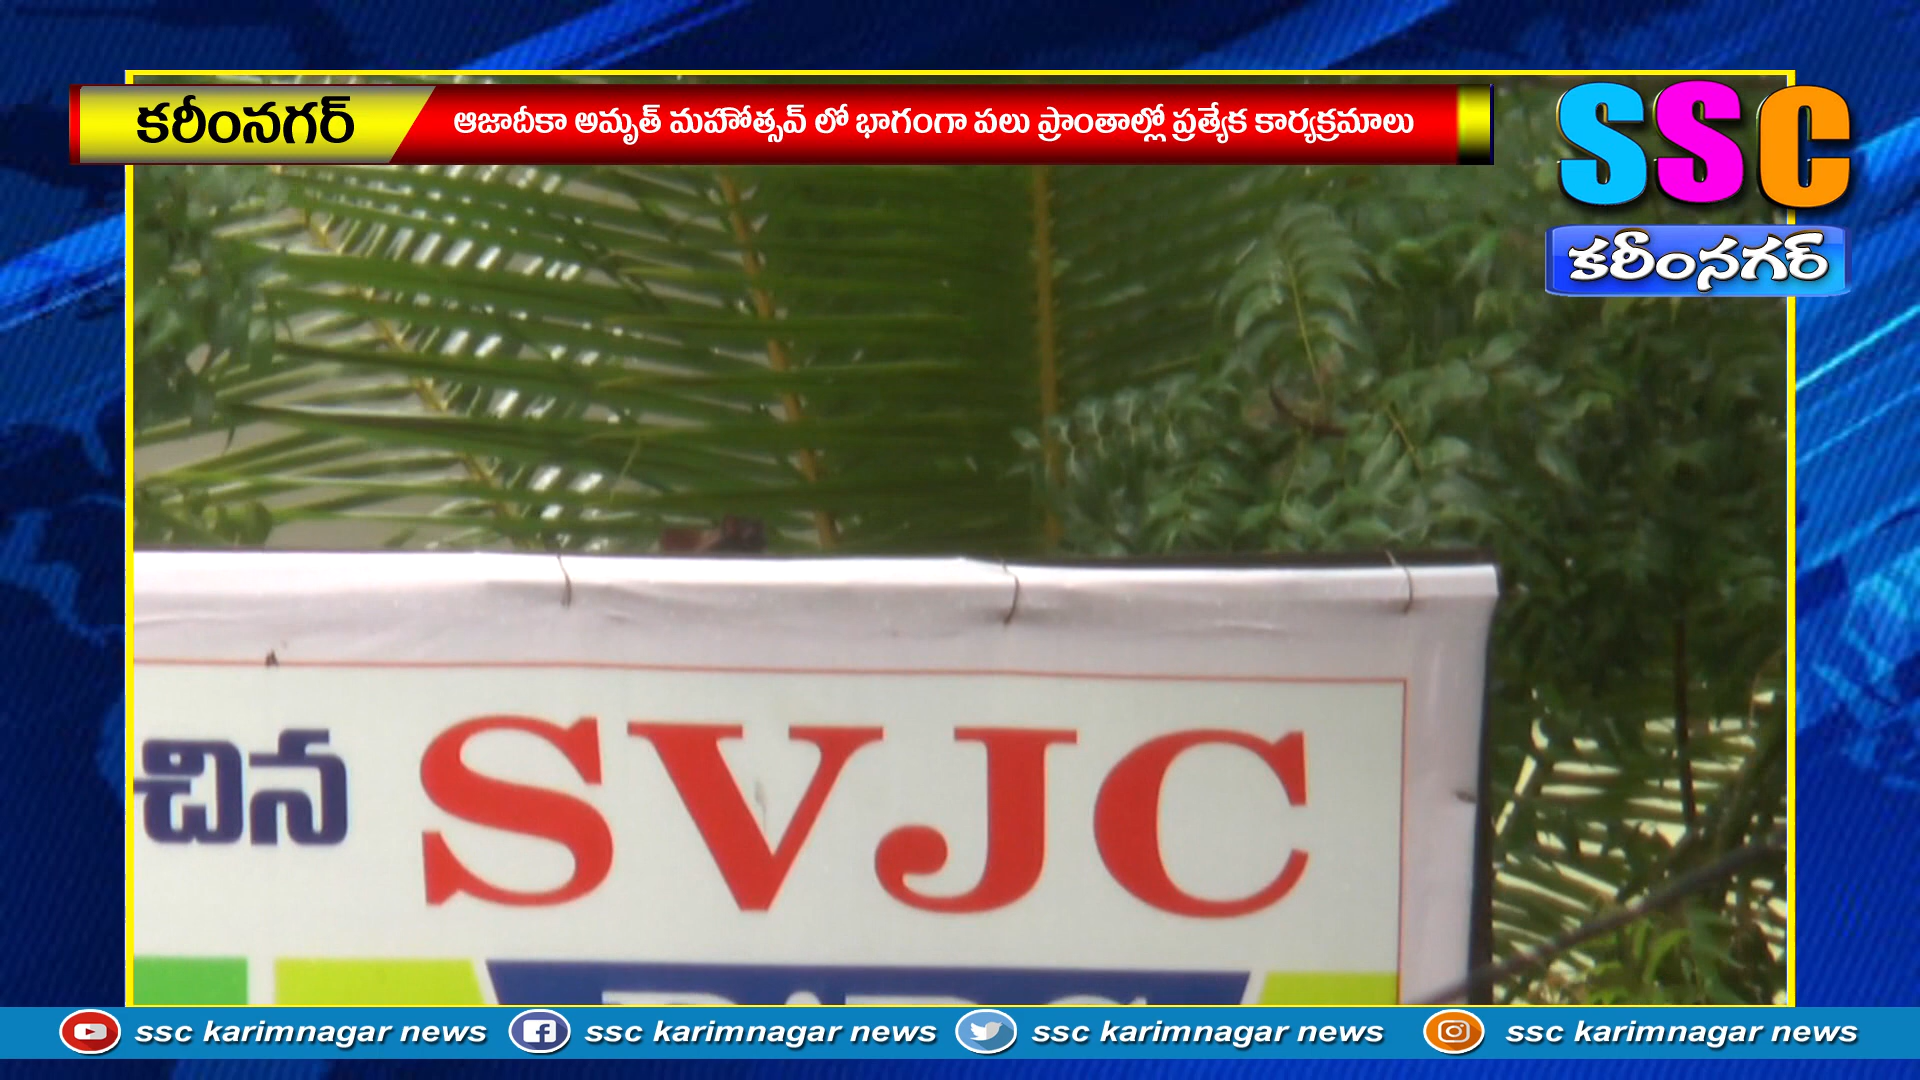 కరీంనగర్ ఆజాదీకా అమృత్ మహోత్సవ్ లో భాగంగా పలు ప్రాంతాల్లో ప్రత్యేక కార్యక్రమాలు
SSC
కరీంనగర్
చిన SVJC
ssc karimnagar news ssc karimnagar news ssc karimnagar news ssc karimnagar news